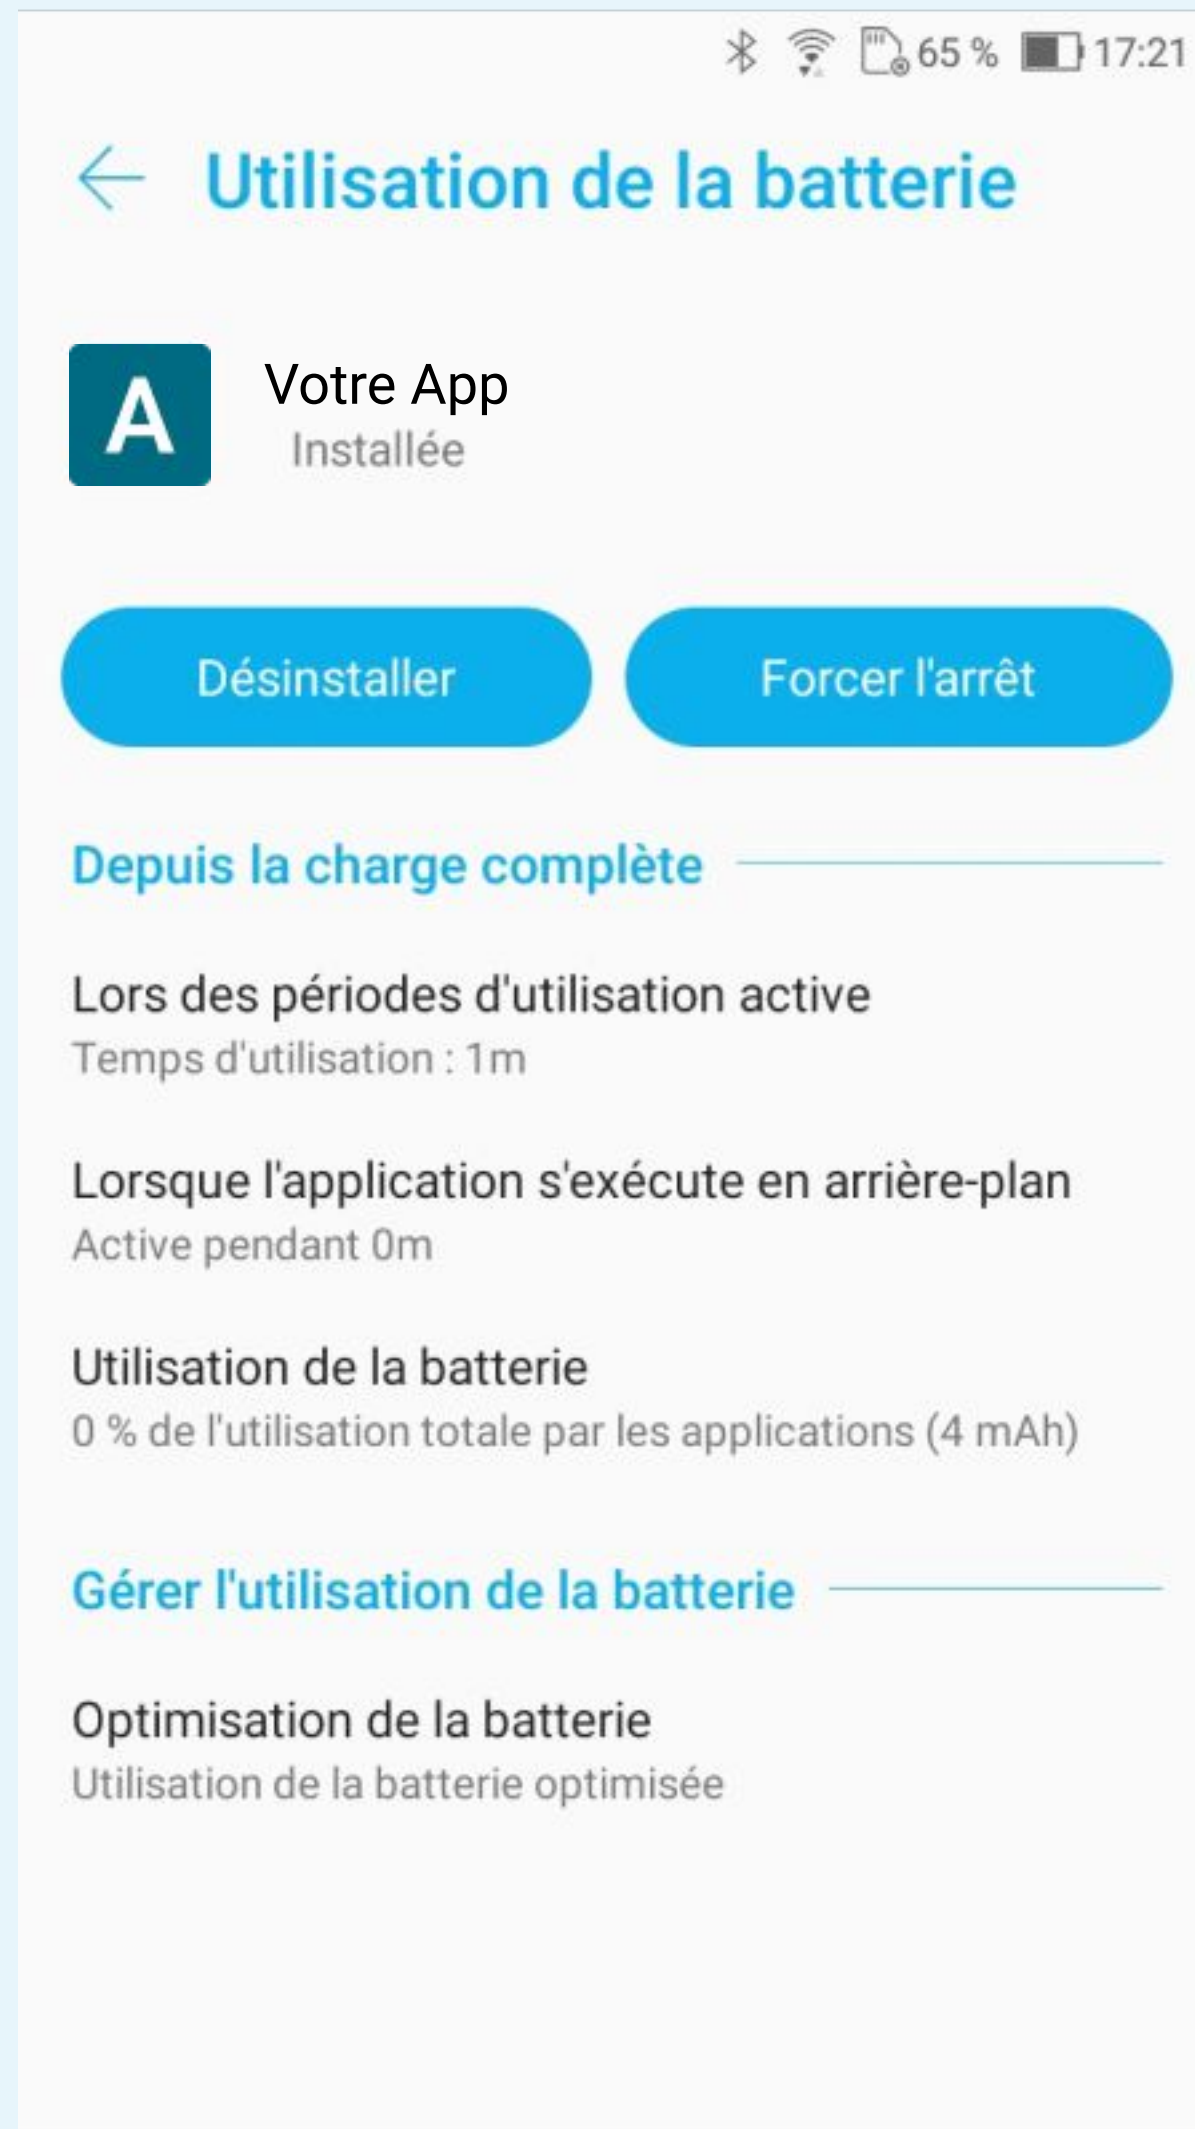 65 % 17:21
Utilisation de la batterie
A
Votre App
Installée
Désinstaller
Forcer l'arrêt
Depuis la charge complète
Lors des périodes d'utilisation active
Temps d'utilisation : 1m
Lorsque l'application s'exécute en arrière-plan
Active pendant 0m
Utilisation de la batterie
0 % de l'utilisation totale par les applications (4 mAh)
Gérer l'utilisation de la batterie
Optimisation de la batterie
Utilisation de la batterie optimisée